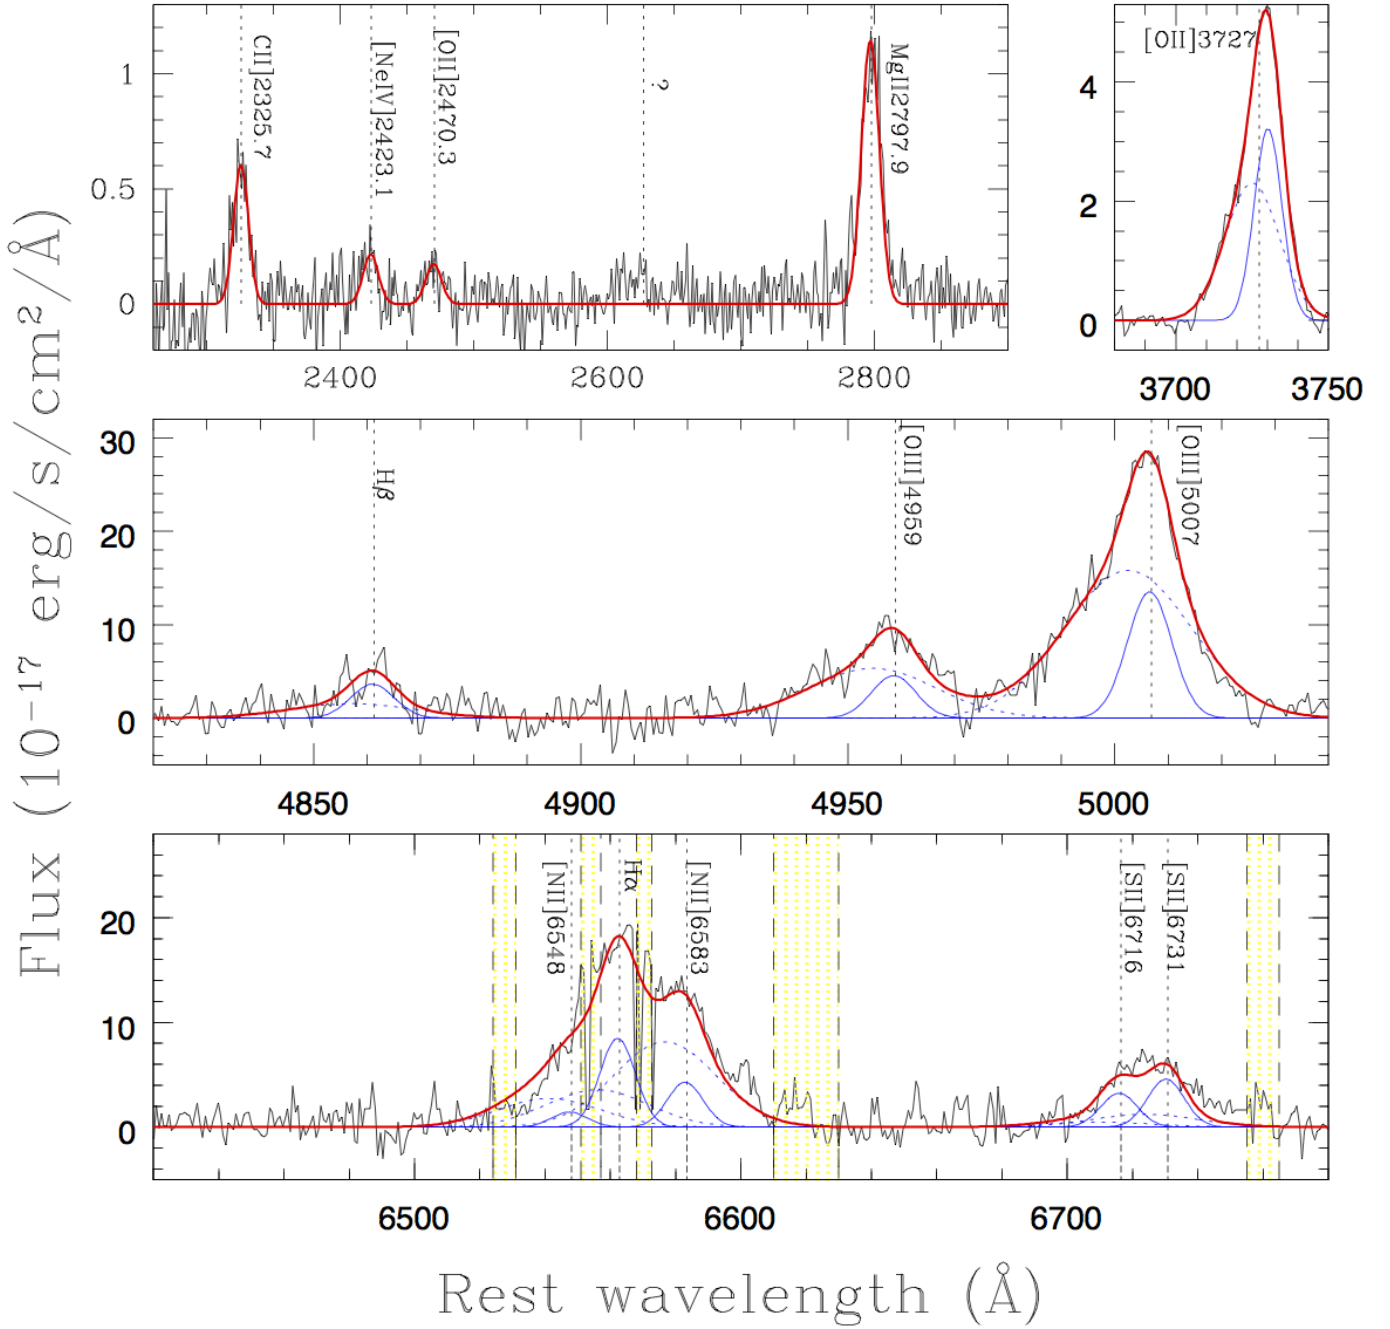 Flux (10⁻¹⁷ erg/s/cm²/Å)
1
0.5
0
CII]2325.7
[NeIV]2423.1
[OII]2470.3
?
MgII2797.9
2400
2600
2800
[OII]3727
4
2
0
3700
3750
30
20
10
0
Hβ
[OIII]4959
[OIII]5007
4850
4900
4950
5000
20
10
0
[NII]6548
Hα
[NII]6583
[SII]6716
[SII]6731
6500
6600
6700
Rest wavelength (Å)